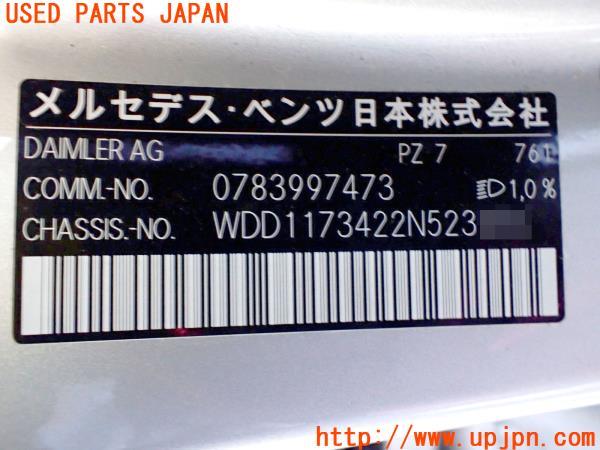 USED PARTS JAPAN
メルセデス・ベンツ日本株式会社
DAIMLER AG PZ 7 761
COMM.-NO. 0783997473 1,0%
CHASSIS.-NO. WDD1173422N523
http://www.upjpn.com